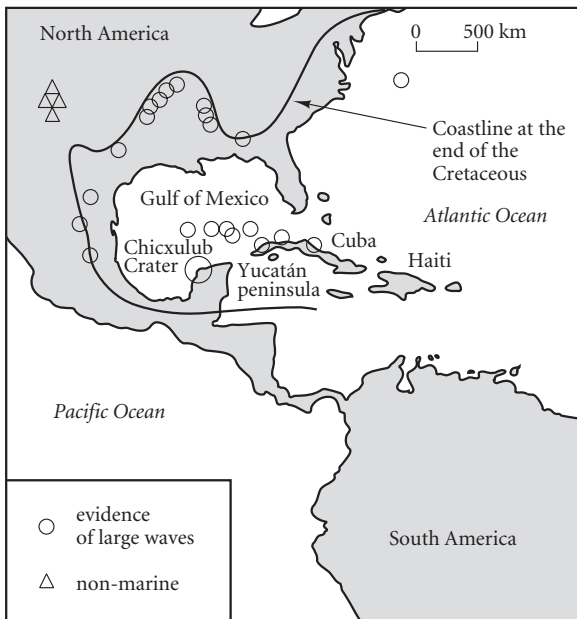 North America
0 500 km
Coastline at the
end of the
Cretaceous
Gulf of Mexico
Atlantic Ocean
Chicxulub
Crater
Cuba
Yucatán
peninsula
Haiti
Pacific Ocean
evidence
of large waves
non-marine
South America